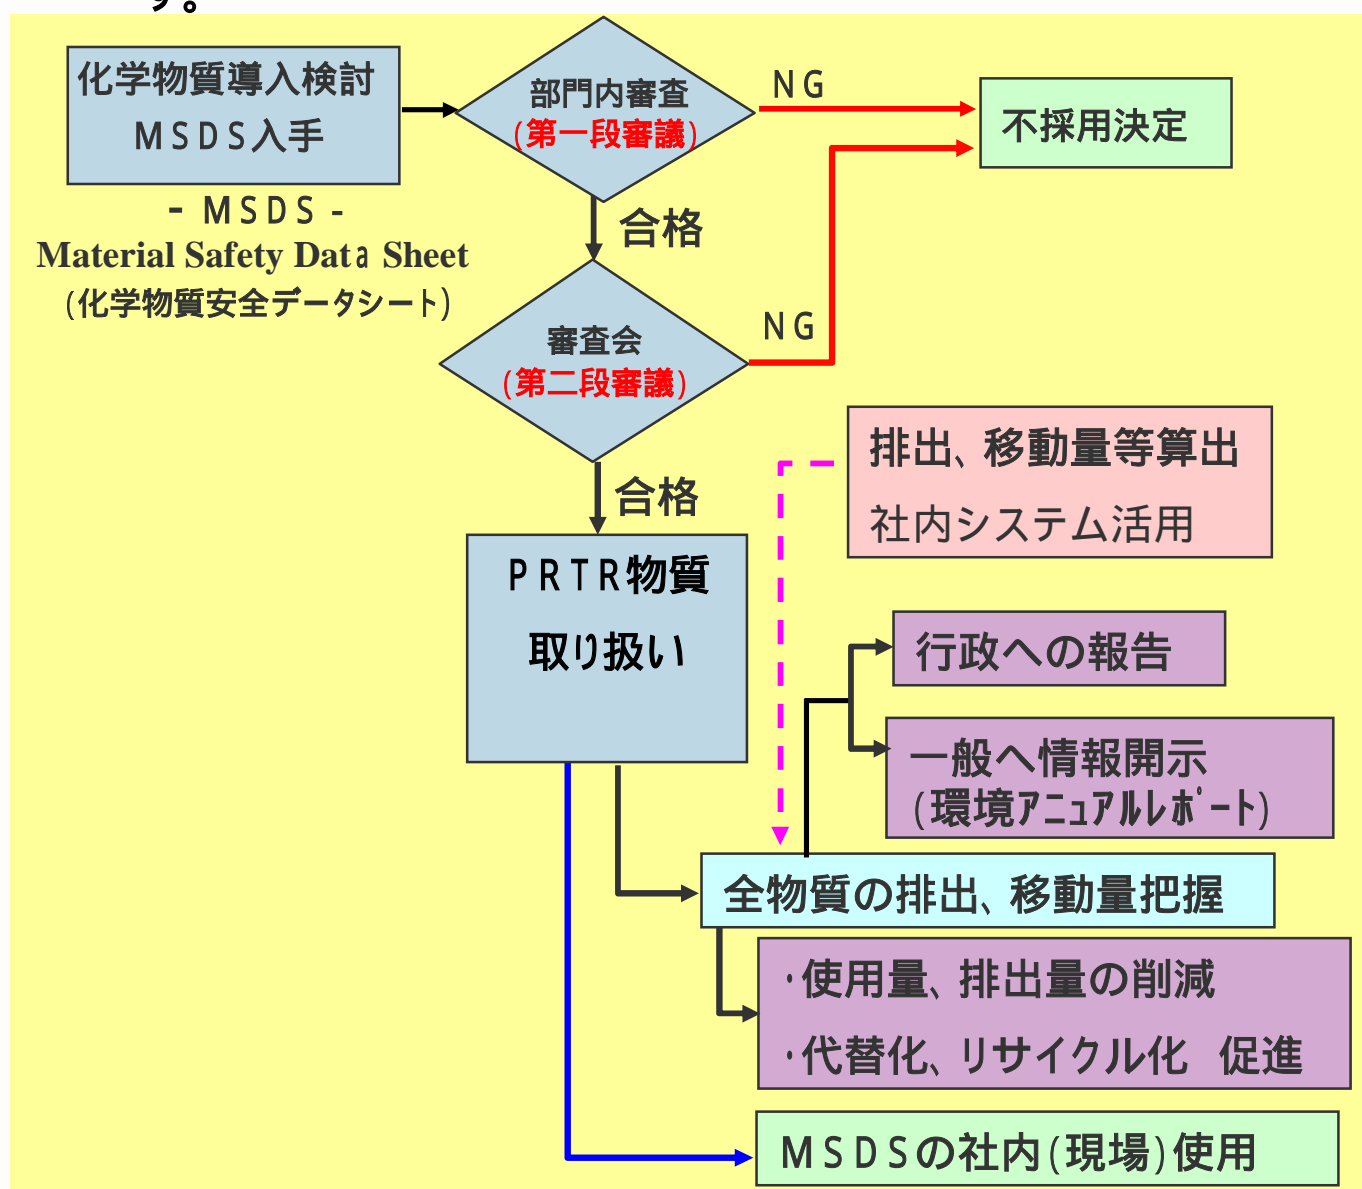 す。
化学物質導入検討
ＭＳＤＳ入手
- ＭＳＤＳ -
Material Safety Data Sheet
(化学物質安全データシート)
部門内審査
(第一段審議)
ＮＧ
不採用決定
合格
審査会
(第二段審議)
ＮＧ
合格
排出、移動量等算出
社内システム活用
ＰＲＴＲ物質
取り扱い
行政への報告
一般へ情報開示
(環境ｱﾆｭｱﾙﾚﾎﾟｰﾄ)
全物質の排出、移動量把握
･使用量、排出量の削減
･代替化、リサイクル化　促進
ＭＳＤＳの社内(現場)使用